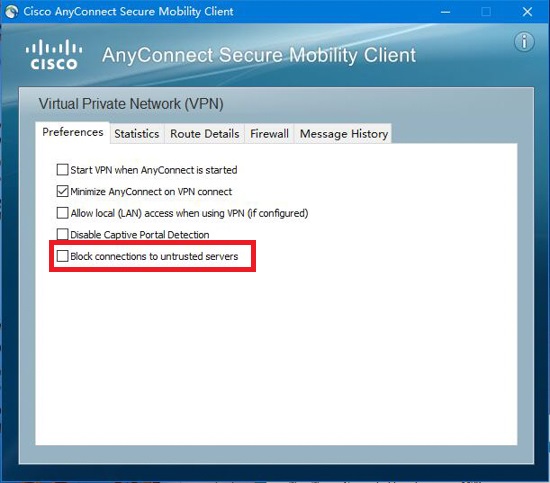 Cisco AnyConnect Secure Mobility Client
CISCO
AnyConnect Secure Mobility Client
Virtual Private Network (VPN)
Preferences Statistics Route Details Firewall Message History
Start VPN when AnyConnect is started
Minimize AnyConnect on VPN connect
Allow local (LAN) access when using VPN (if configured)
Disable Captive Portal Detection
Block connections to untrusted servers